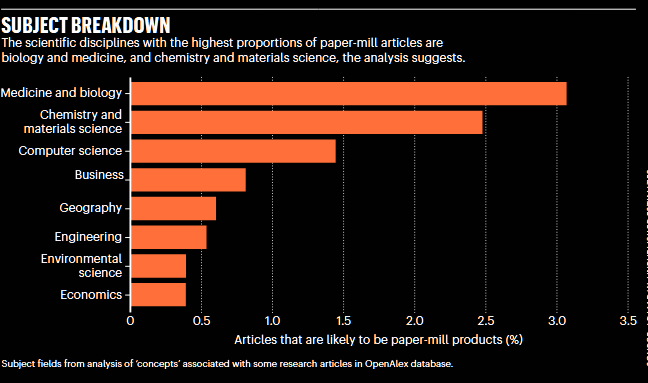 SUBJECT BREAKDOWN
The scientific disciplines with the highest proportions of paper-mill articles are
biology and medicine, and chemistry and materials science, the analysis suggests.
Medicine and biology
Chemistry and
materials science
Computer science
Business
Geography
Engineering
Environmental
science
Economics
0 0.5 1.0 1.5 2.0 2.5 3.0 3.5
Articles that are likely to be paper-mill products (%)
Subject fields from analysis of ‘concepts’ associated with some research articles in OpenAlex database.